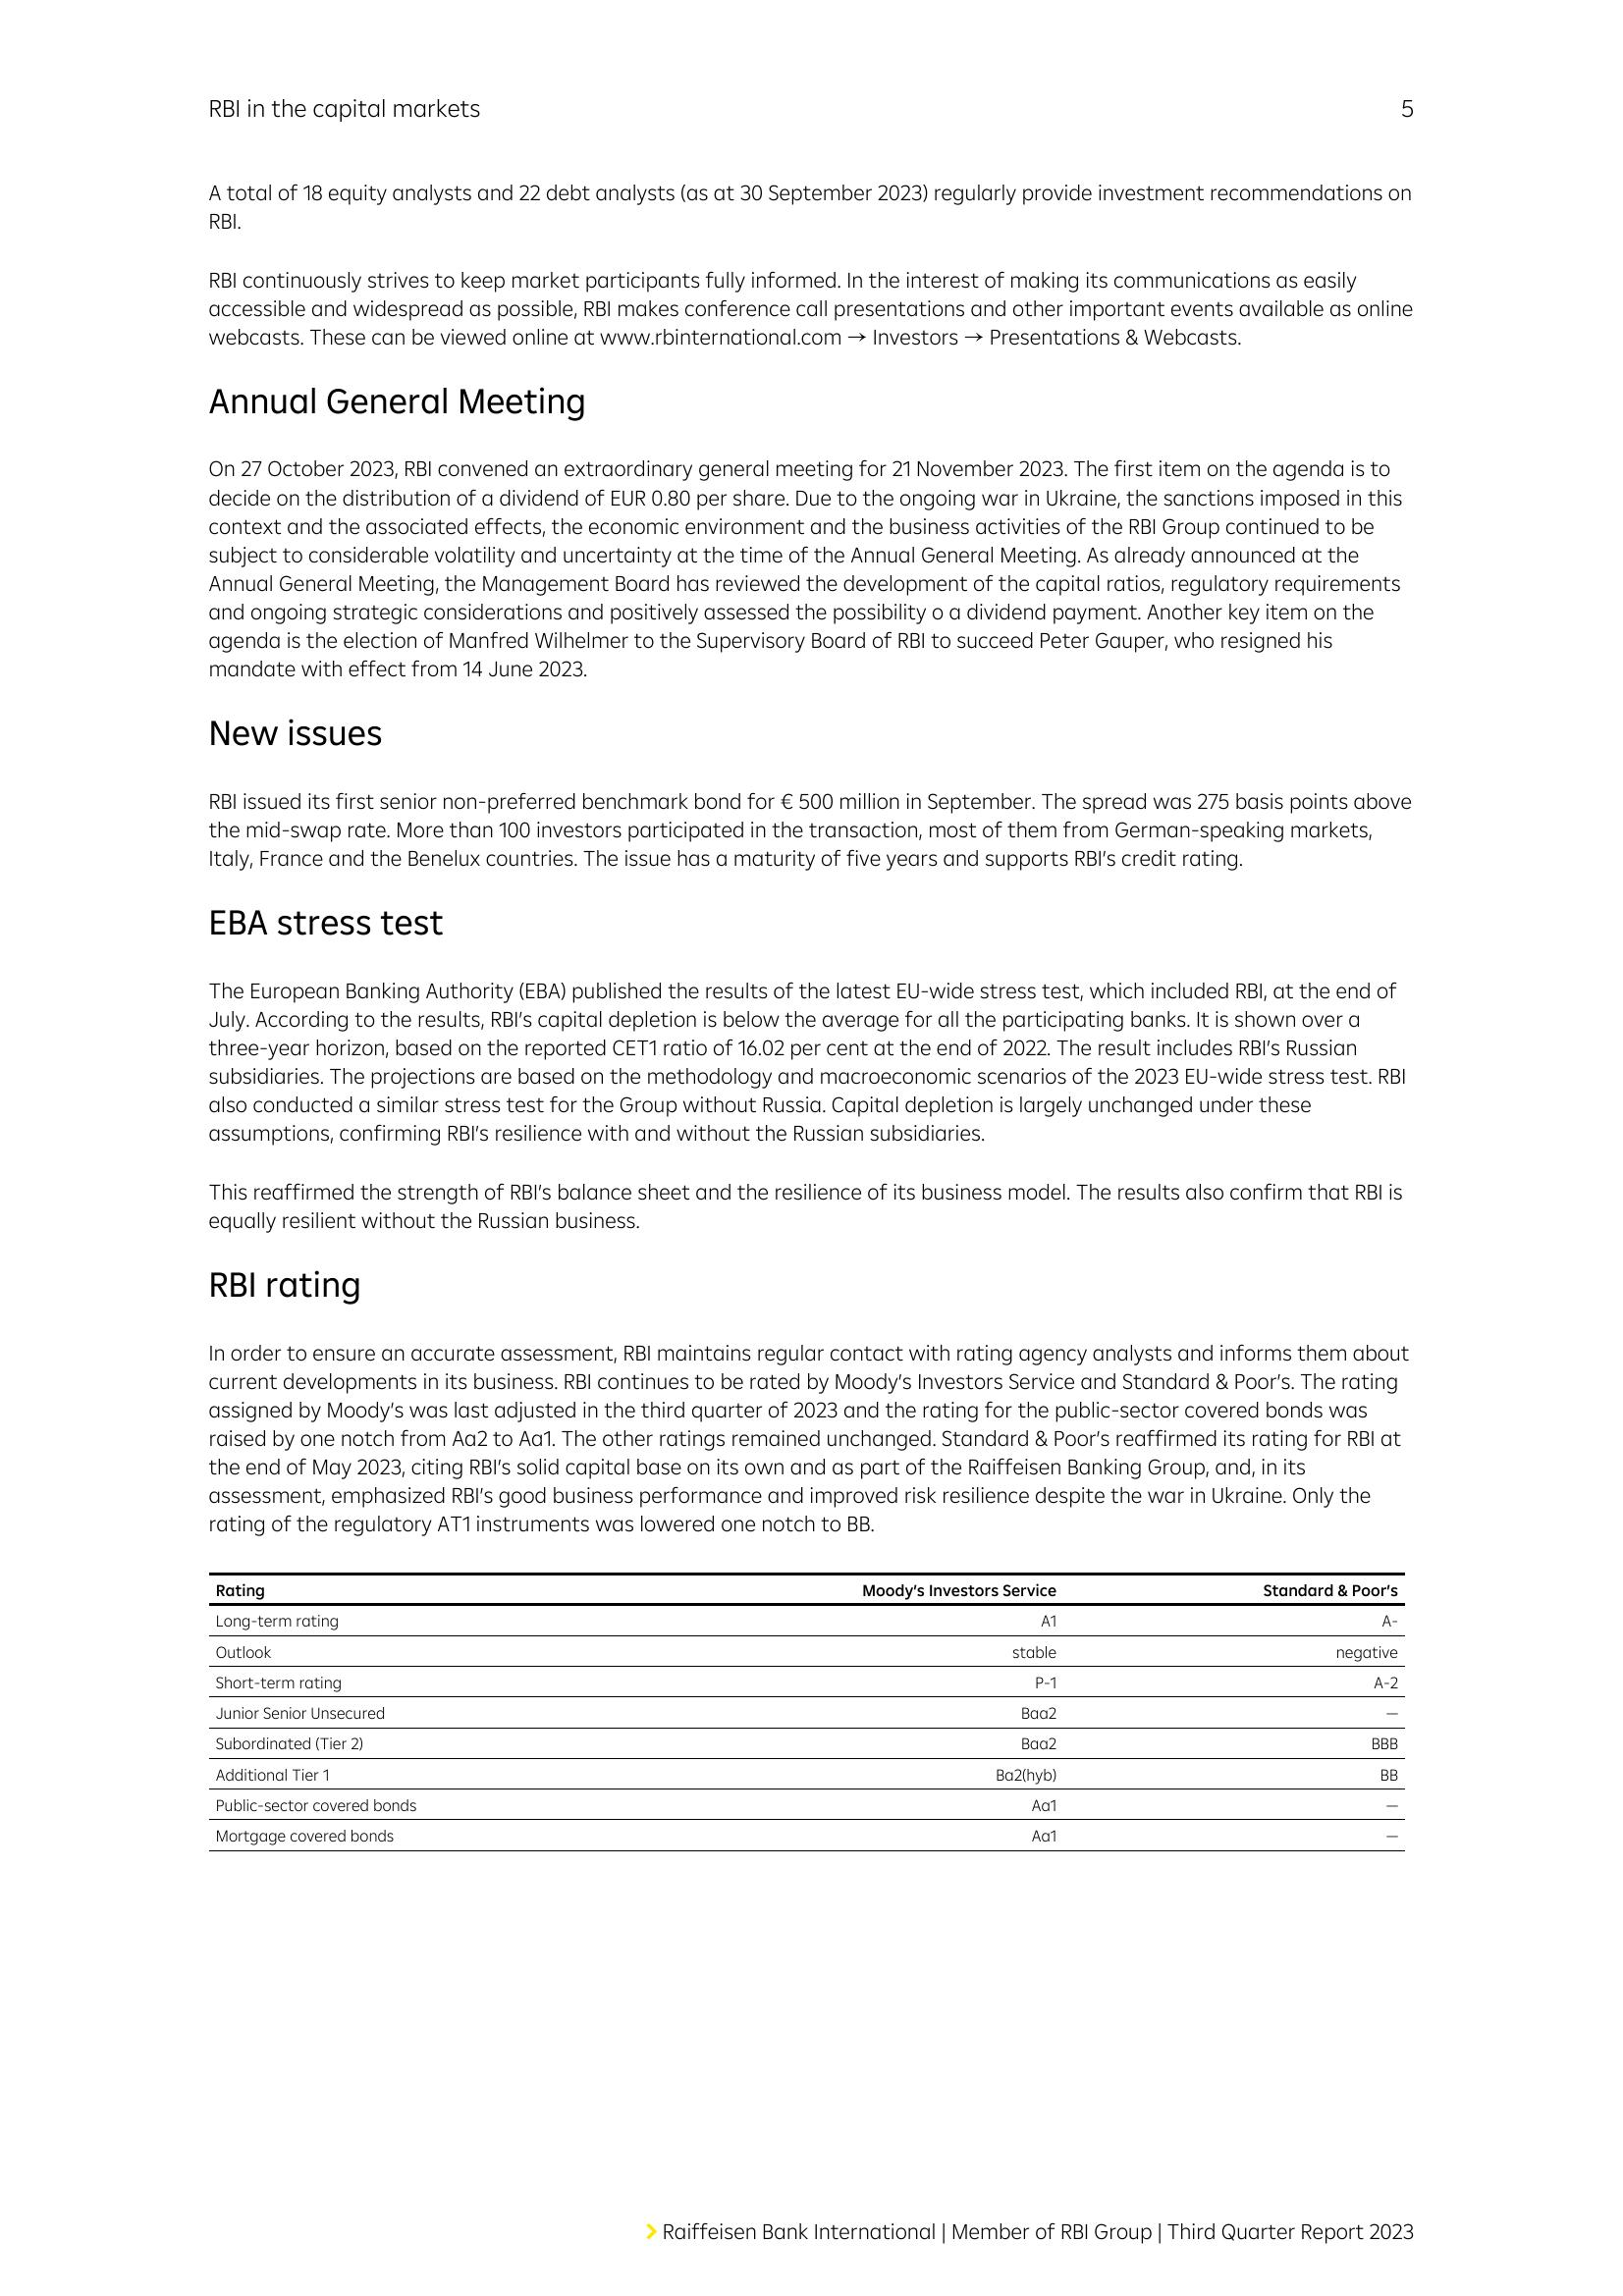 RBI in the capital markets 5
A total of 18 equity analysts and 22 debt analysts (as at 30 September 2023) regularly provide investment recommendations on
RBI.
RBI continuously strives to keep market participants fully informed. In the interest of making its communications as easily
accessible and widespread as possible, RBI makes conference call presentations and other important events available as online
webcasts. These can be viewed online at www.rbinternational.com → Investors → Presentations & Webcasts.
Annual General Meeting
On 27 October 2023, RBI convened an extraordinary general meeting for 21 November 2023. The first item on the agenda is to
decide on the distribution of a dividend of EUR 0.80 per share. Due to the ongoing war in Ukraine, the sanctions imposed in this
context and the associated effects, the economic environment and the business activities of the RBI Group continued to be
subject to considerable volatility and uncertainty at the time of the Annual General Meeting. As already announced at the
Annual General Meeting, the Management Board has reviewed the development of the capital ratios, regulatory requirements
and ongoing strategic considerations and positively assessed the possibility o a dividend payment. Another key item on the
agenda is the election of Manfred Wilhelmer to the Supervisory Board of RBI to succeed Peter Gauper, who resigned his
mandate with effect from 14 June 2023.
New issues
RBI issued its first senior non-preferred benchmark bond for € 500 million in September. The spread was 275 basis points above
the mid-swap rate. More than 100 investors participated in the transaction, most of them from German-speaking markets,
Italy, France and the Benelux countries. The issue has a maturity of five years and supports RBI's credit rating.
EBA stress test
The European Banking Authority (EBA) published the results of the latest EU-wide stress test, which included RBI, at the end of
July. According to the results, RBI's capital depletion is below the average for all the participating banks. It is shown over a
three-year horizon, based on the reported CET1 ratio of 16.02 per cent at the end of 2022. The result includes RBI's Russian
subsidiaries. The projections are based on the methodology and macroeconomic scenarios of the 2023 EU-wide stress test. RBI
also conducted a similar stress test for the Group without Russia. Capital depletion is largely unchanged under these
assumptions, confirming RBI's resilience with and without the Russian subsidiaries.
This reaffirmed the strength of RBI's balance sheet and the resilience of its business model. The results also confirm that RBI is
equally resilient without the Russian business.
RBI rating
In order to ensure an accurate assessment, RBI maintains regular contact with rating agency analysts and informs them about
current developments in its business. RBI continues to be rated by Moody's Investors Service and Standard & Poor's. The rating
assigned by Moody's was last adjusted in the third quarter of 2023 and the rating for the public-sector covered bonds was
raised by one notch from Aa2 to Aa1. The other ratings remained unchanged. Standard & Poor's reaffirmed its rating for RBI at
the end of May 2023, citing RBI's solid capital base on its own and as part of the Raiffeisen Banking Group, and, in its
assessment, emphasized RBI's good business performance and improved risk resilience despite the war in Ukraine. Only the
rating of the regulatory AT1 instruments was lowered one notch to BB.
Rating Moody's Investors Service Standard & Poor's
Long-term rating A1 A-
Outlook stable negative
Short-term rating P-1 A-2
Junior Senior Unsecured Baa2 —
Subordinated (Tier 2) Baa2 BBB
Additional Tier 1 Ba2(hyb) BB
Public-sector covered bonds Aa1 —
Mortgage covered bonds Aa1 —
Raiffeisen Bank International | Member of RBI Group | Third Quarter Report 2023